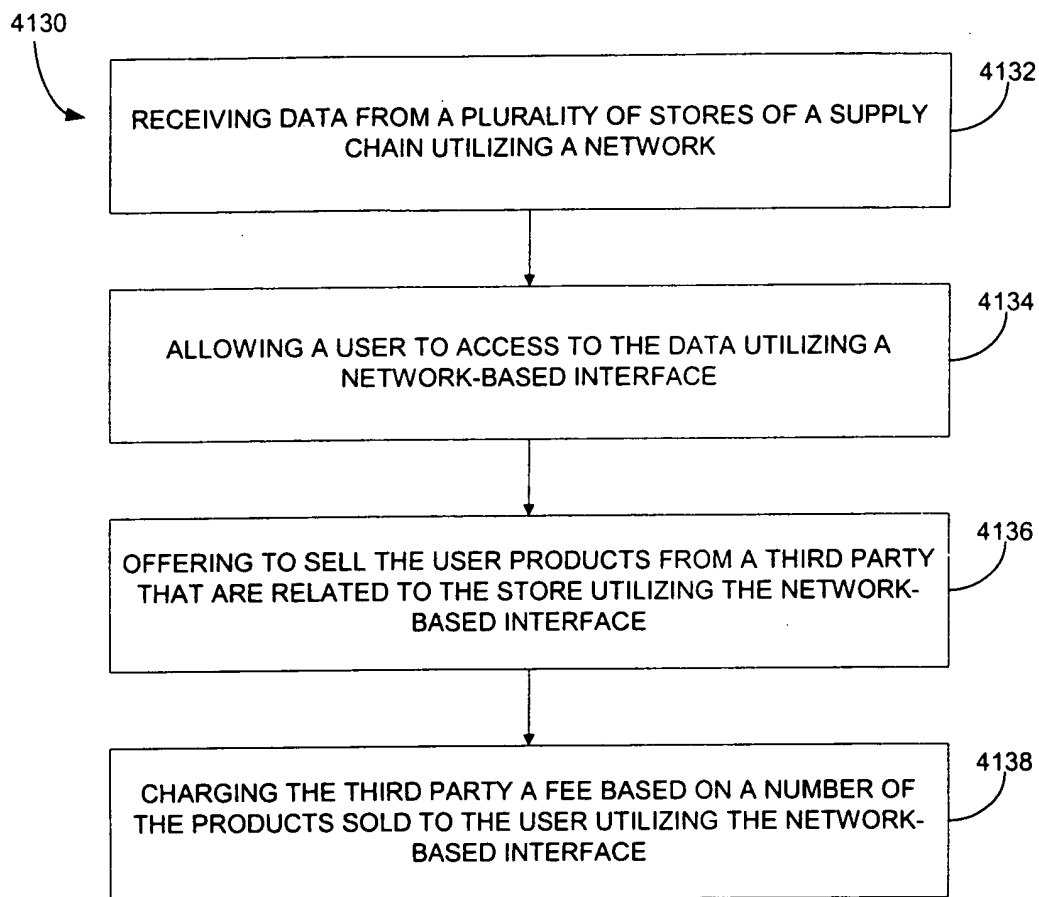 4130
4132
RECEIVING DATA FROM A PLURALITY OF STORES OF A SUPPLY
CHAIN UTILIZING A NETWORK
4134
ALLOWING A USER TO ACCESS TO THE DATA UTILIZING A
NETWORK-BASED INTERFACE
4136
OFFERING TO SELL THE USER PRODUCTS FROM A THIRD PARTY
THAT ARE RELATED TO THE STORE UTILIZING THE NETWORK-
BASED INTERFACE
4138
CHARGING THE THIRD PARTY A FEE BASED ON A NUMBER OF
THE PRODUCTS SOLD TO THE USER UTILIZING THE NETWORK-
BASED INTERFACE